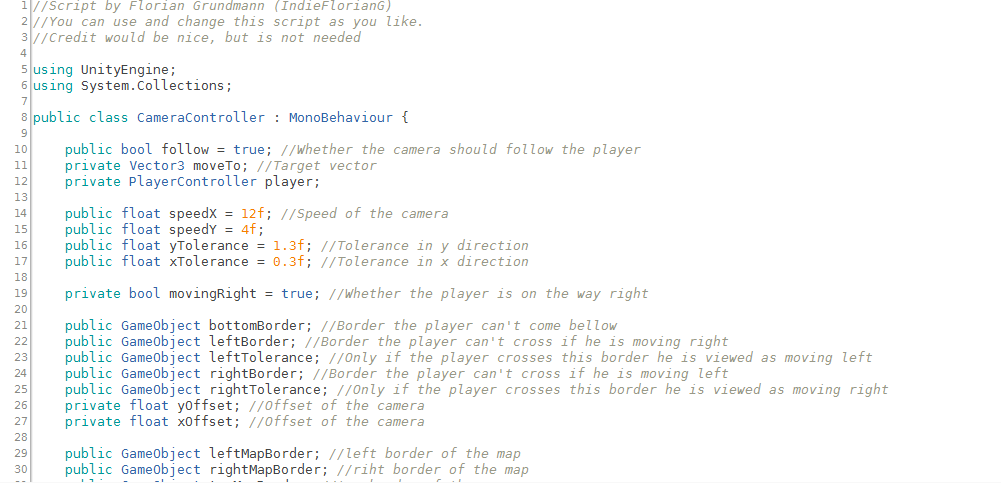 1 //Script by Florian Grundmann (IndieFlorianG)
2 //You can use and change this script as you like.
3 //Credit would be nice, but is not needed
4
5 using UnityEngine;
6 using System.Collections;
7
8 public class CameraController : MonoBehaviour {
9
10 public bool follow = true; //Whether the camera should follow the player
11 private Vector3 moveTo; //Target vector
12 private PlayerController player;
13
14 public float speedX = 12f; //Speed of the camera
15 public float speedY = 4f;
16 public float yTolerance = 1.3f; //Tolerance in y direction
17 public float xTolerance = 0.3f; //Tolerance in x direction
18
19 private bool movingRight = true; //Whether the player is on the way right
20
21 public GameObject bottomBorder; //Border the player can't come bellow
22 public GameObject leftBorder; //Border the player can't cross if he is moving right
23 public GameObject leftTolerance; //Only if the player crosses this border he is viewed as moving left
24 public GameObject rightBorder; //Border the player can't cross if he is moving left
25 public GameObject rightTolerance; //Only if the player crosses this border he is viewed as moving right
26 private float yOffset; //Offset of the camera
27 private float xOffset; //Offset of the camera
28
29 public GameObject leftMapBorder; //left border of the map
30 public GameObject rightMapBorder; //riht border of the map